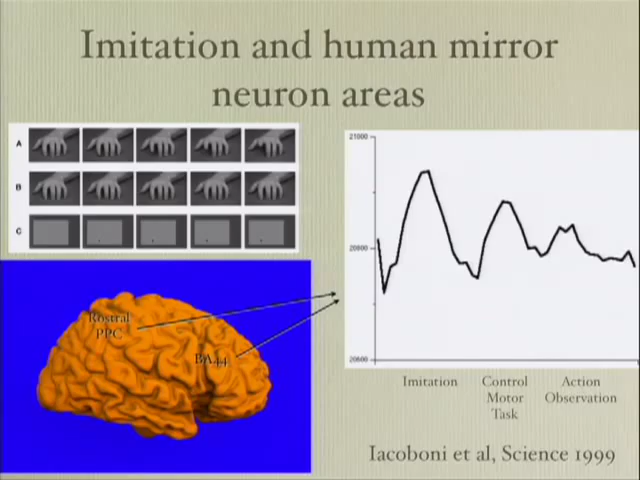 Imitation and human mirror
neuron areas
A
B
C
Rostral
PPC
BA44
21000
20800
20600
Imitation
Control
Motor
Task
Action
Observation
Iacoboni et al, Science 1999